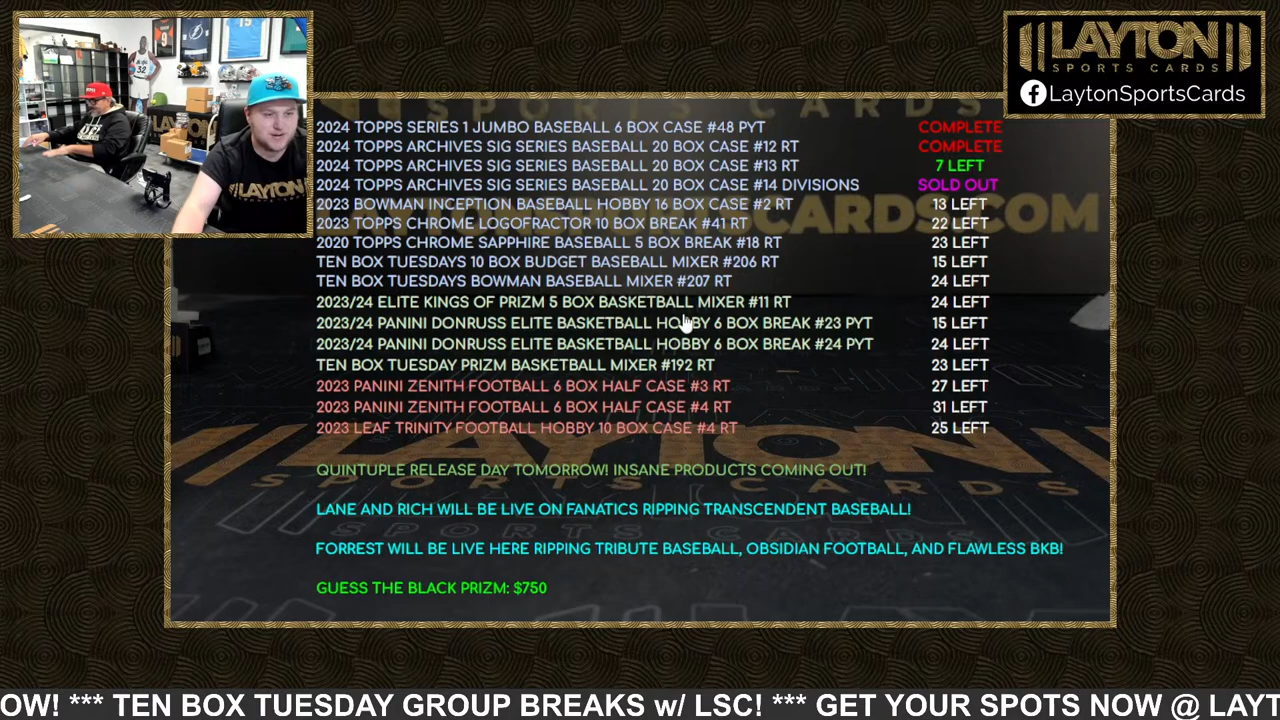 LAYTON
SPORTS CARDS
LaytonSportsCards
2024 TOPPS SERIES 1 JUMBO BASEBALL 6 BOX CASE #48 PYT COMPLETE
2024 TOPPS ARCHIVES SIG SERIES BASEBALL 20 BOX CASE #12 RT COMPLETE
2024 TOPPS ARCHIVES SIG SERIES BASEBALL 20 BOX CASE #13 RT 7 LEFT
2024 TOPPS ARCHIVES SIG SERIES BASEBALL 20 BOX CASE #14 DIVISIONS SOLD OUT
2023 BOWMAN INCEPTION BASEBALL HOBBY 16 BOX CASE #2 RT 13 LEFT
2023 TOPPS CHROME LOGOFRACTOR 10 BOX BREAK #41 RT 22 LEFT
2020 TOPPS CHROME SAPPHIRE BASEBALL 5 BOX BREAK #18 RT 23 LEFT
TEN BOX TUESDAYS 10 BOX BUDGET BASEBALL MIXER #206 RT 15 LEFT
TEN BOX TUESDAYS BOWMAN BASEBALL MIXER #207 RT 24 LEFT
2023/24 ELITE KINGS OF PRIZM 5 BOX BASKETBALL MIXER #11 RT 24 LEFT
2023/24 PANINI DONRUSS ELITE BASKETBALL HOBBY 6 BOX BREAK #23 PYT 15 LEFT
2023/24 PANINI DONRUSS ELITE BASKETBALL HOBBY 6 BOX BREAK #24 PYT 24 LEFT
TEN BOX TUESDAY PRIZM BASKETBALL MIXER #192 RT 23 LEFT
2023 PANINI ZENITH FOOTBALL 6 BOX HALF CASE #3 RT 27 LEFT
2023 PANINI ZENITH FOOTBALL 6 BOX HALF CASE #4 RT 31 LEFT
2023 LEAF TRINITY FOOTBALL HOBBY 10 BOX CASE #4 RT 25 LEFT
QUINTUPLE RELEASE DAY TOMORROW! INSANE PRODUCTS COMING OUT!
LANE AND RICH WILL BE LIVE ON FANATICS RIPPING TRANSCENDENT BASEBALL!
FORREST WILL BE LIVE HERE RIPPING TRIBUTE BASEBALL, OBSIDIAN FOOTBALL, AND FLAWLESS BKB!
GUESS THE BLACK PRIZM: $750
OW! *** TEN BOX TUESDAY GROUP BREAKS w/ LSC! *** GET YOUR SPOTS NOW @ LAYT